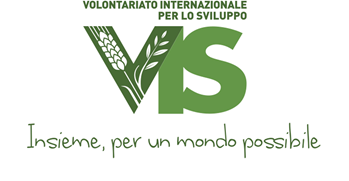 VOLONTARIATO INTERNAZIONALE
PER LO SVILUPPO
VIS
Insieme, per un mondo possibile